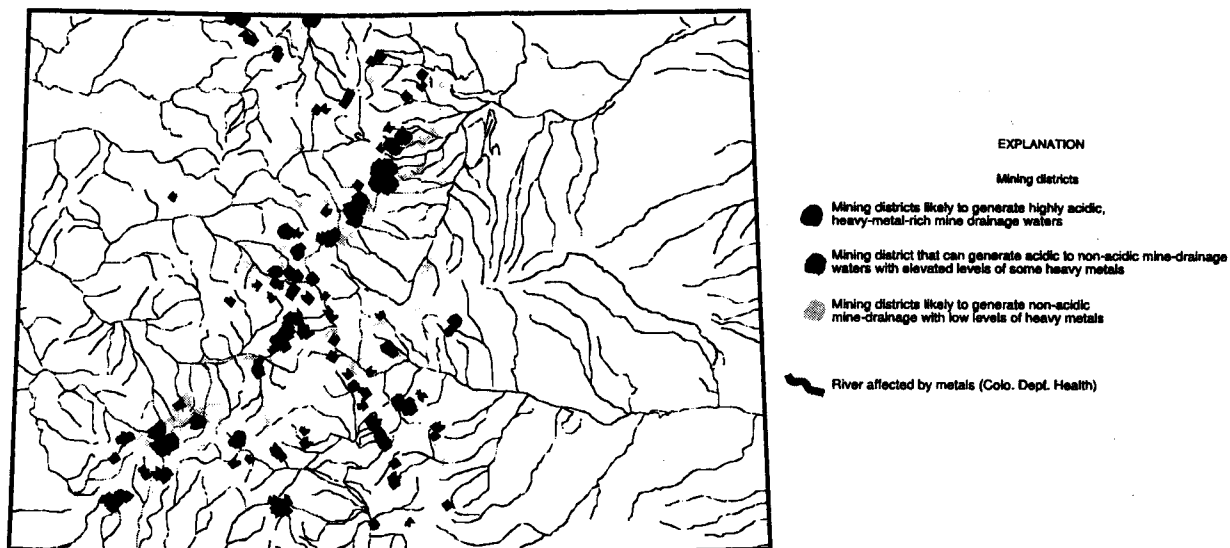 EXPLANATION
Mining districts
Mining districts likely to generate highly acidic,
heavy-metal-rich mine drainage waters
Mining district that can generate acidic to non-acidic mine-drainage
waters with elevated levels of some heavy metals
Mining districts likely to generate non-acidic
mine-drainage with low levels of heavy metals
River affected by metals (Colo. Dept. Health)